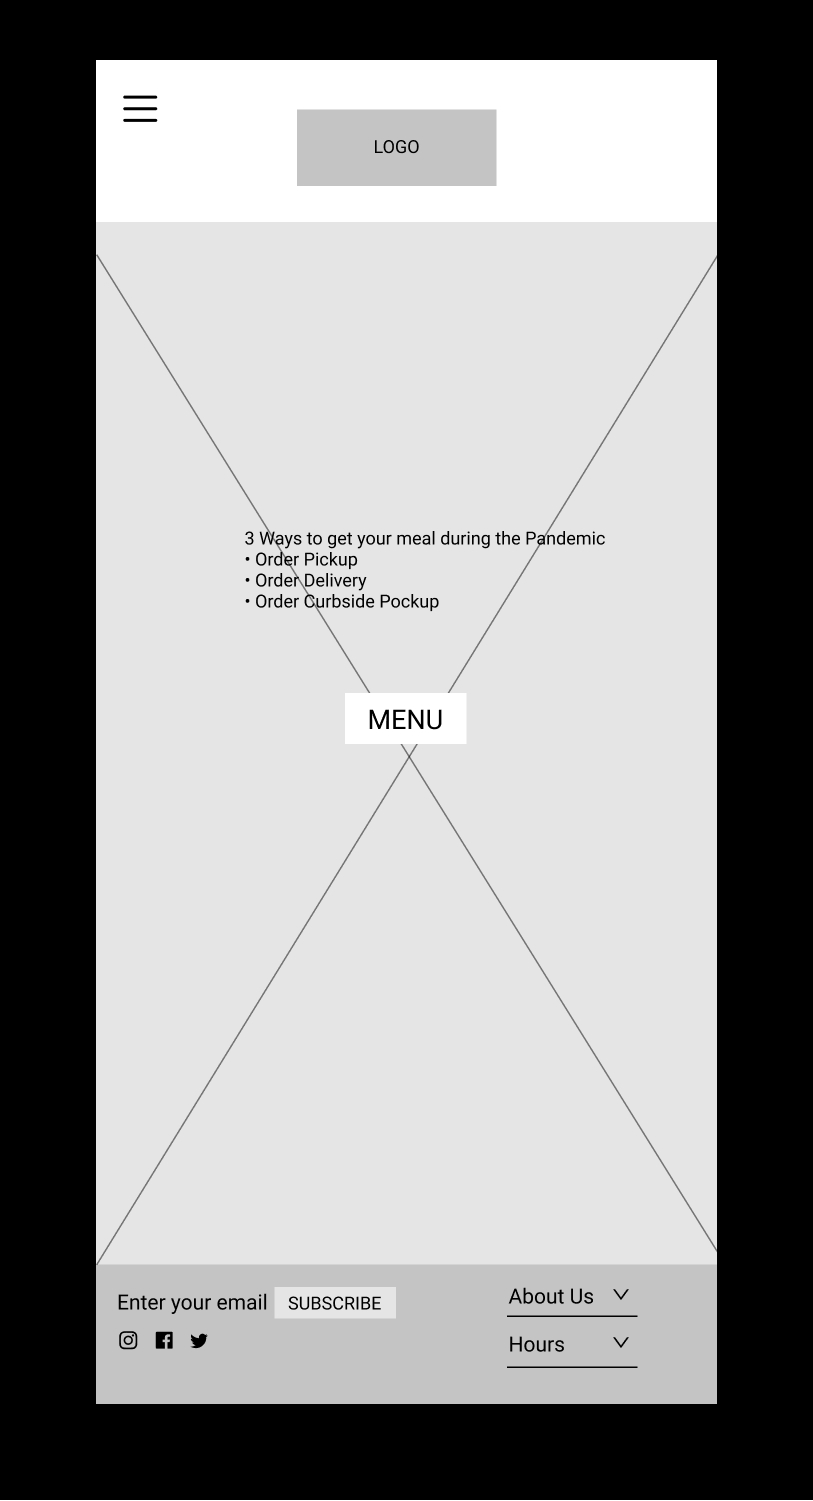 LOGO
3 Ways to get your meal during the Pandemic
• Order Pickup
• Order Delivery
• Order Curbside Pockup
MENU
Enter your email SUBSCRIBE
About Us
Hours